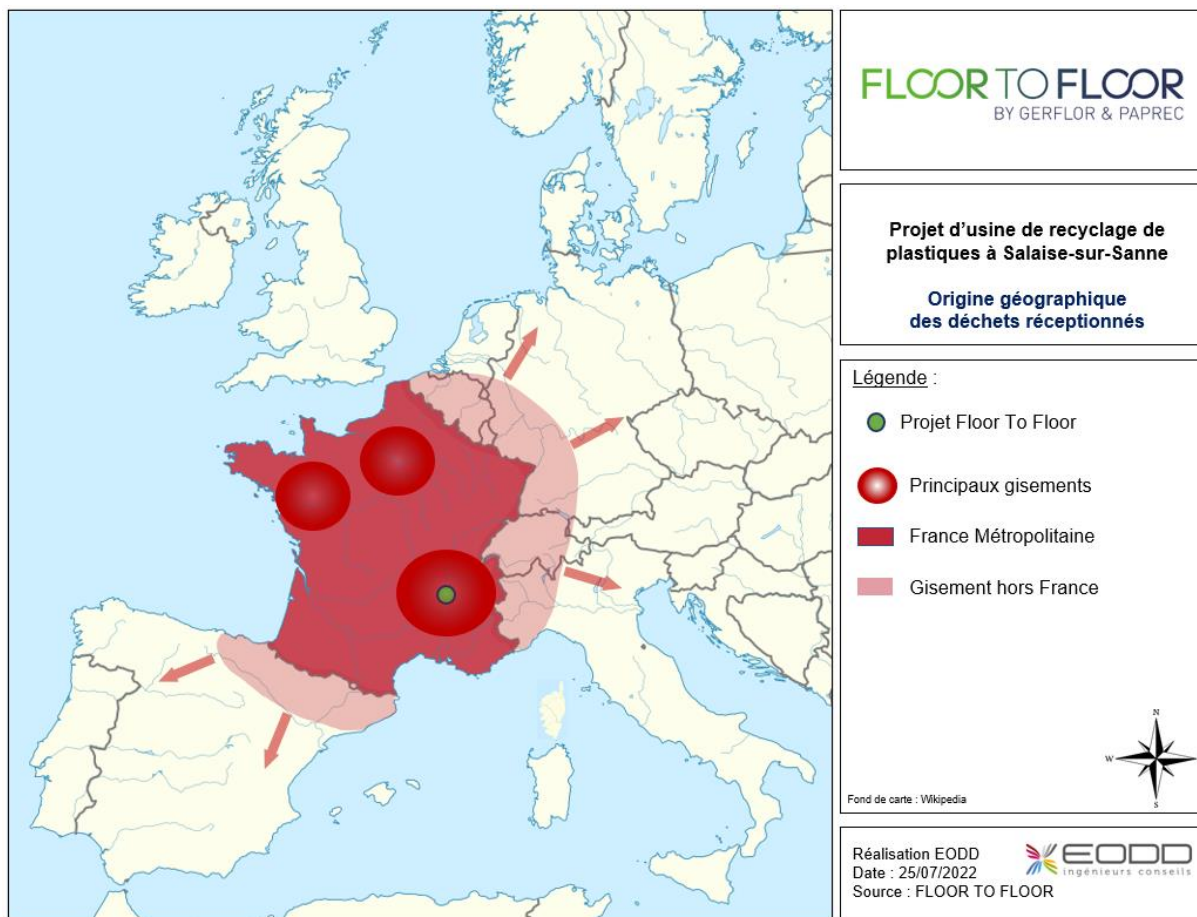 FLOOR TO FLOOR
BY GERFLOR & PAPREC
Projet d'usine de recyclage de
plastiques à Salaise-sur-Sanne
Origine géographique
des déchets réceptionnés
Légende :
Projet Floor To Floor
Principaux gisements
France Métropolitaine
Gisement hors France
N
W
S
Fond de carte : Wikipedia
Réalisation EODD
Date : 25/07/2022
Source : FLOOR TO FLOOR
EODD
ingénieurs conseils